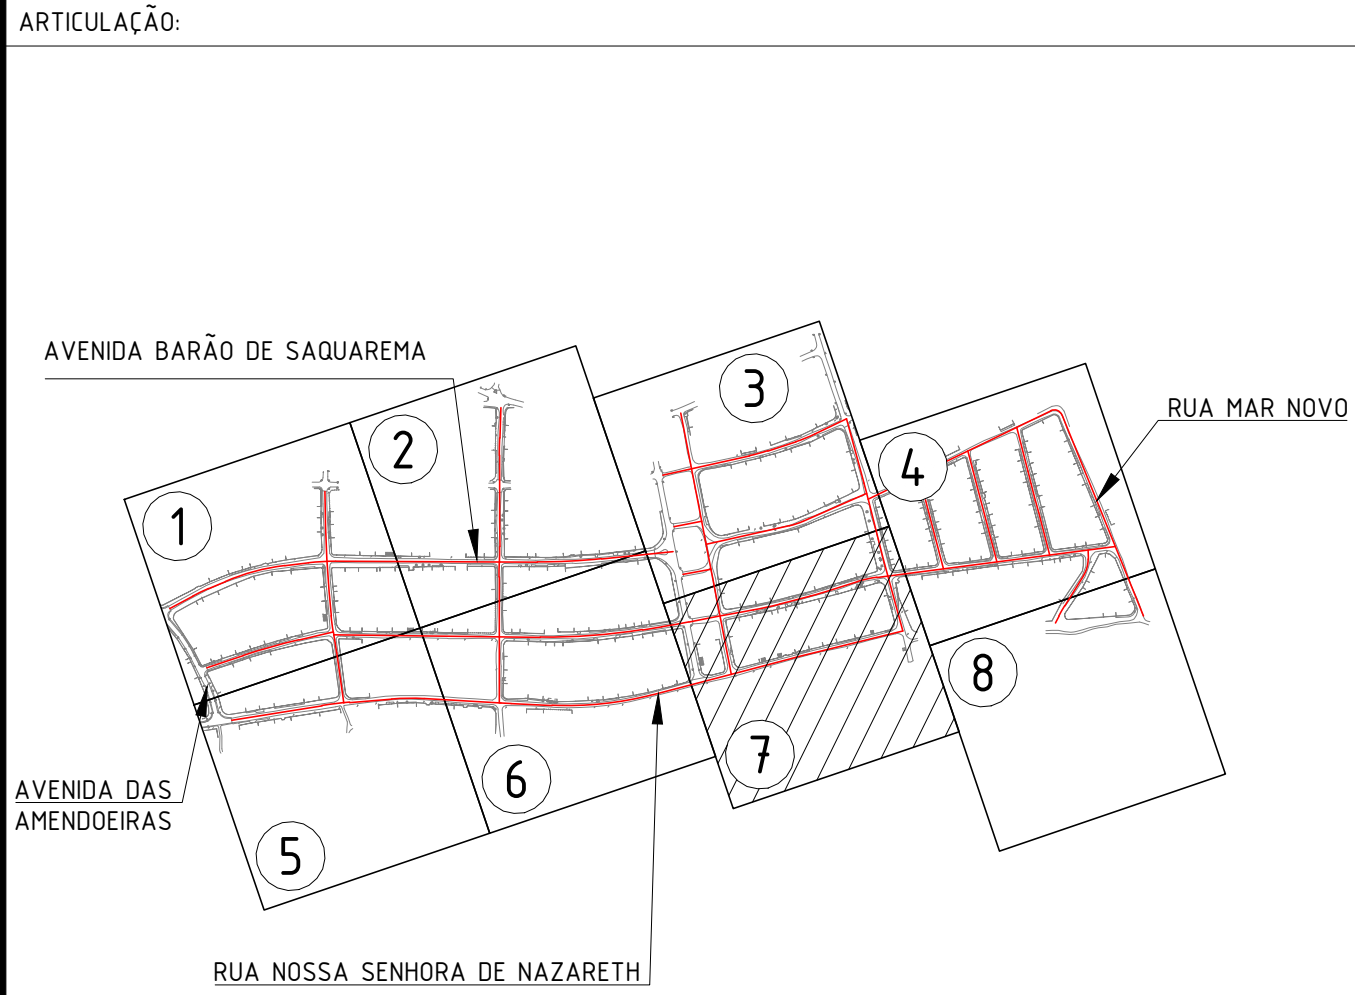 ARTICULAÇÃO:
AVENIDA BARÃO DE SAQUAREMA
3
RUA MAR NOVO
2
4
1
8
7
6
AVENIDA DAS
AMENDOEIRAS
5
RUA NOSSA SENHORA DE NAZARETH